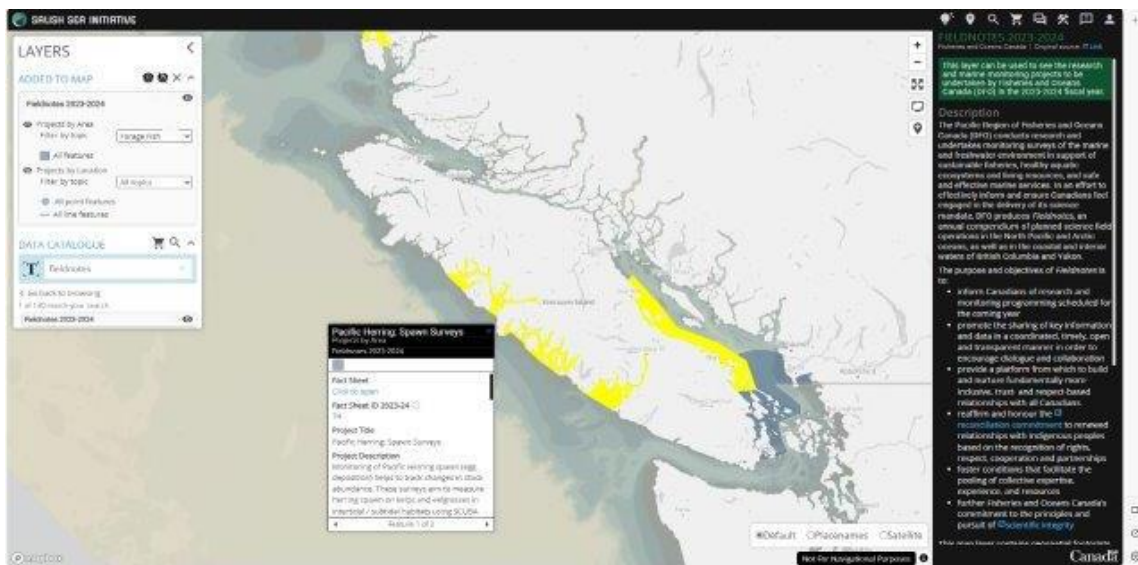 SALISH SEA INITIATIVE
LAYERS
ADDED TO MAP
Fieldnotes 2023-2024
Projects by Area
Filter by topic
Forage Fish
All features
Projects by Location
Filter by topic
All topics
All point features
All line features
DATA CATALOGUE
fieldnotes
Go back to browsing
1 of 140 match your search
Fieldnotes 2023-2024
Vancouver Island
Pacific Herring: Spawn Surveys
Projects by Area
Fieldnotes 2023-2024
Fact Sheet
Click to open
Fact Sheet ID 2023-24
Project Title
Pacific Herring: Spawn Surveys
Project Description
Monitoring of Pacific Herring spawn (egg
deposition) helps to track changes in stock
abundance. These surveys aim to measure
herring spawn on kelps and eelgrasses in
intertidal / subtidal habitats using SCUBA
Feature 1 of 2
Default
Placenames
Satellite
Not For Navigational Purposes
mapbox
FIELDNOTES 2023-2024
Fisheries and Oceans Canada | Original source: Link
This layer can be used to see the research
and marine monitoring projects to be
undertaken by Fisheries and Oceans
Canada (DFO) in the 2023-2024 fiscal year.
Description
The Pacific Region of Fisheries and Oceans
Canada (DFO) conducts research and
undertakes monitoring surveys of the marine
and freshwater environment in support of
sustainable fisheries, healthy aquatic
ecosystems and living resources, and safe
and effective marine services. In an effort to
effectively inform and ensure Canadians feel
engaged in the delivery of its science
mandate, DFO produces Fieldnotes, an
annual compendium of planned science field
operations in the North Pacific and Arctic
oceans, as well as in the coastal and interior
waters of British Columbia and Yukon.
The purpose and objectives of Fieldnotes is
to:
• inform Canadians of research and
monitoring programming scheduled for
the coming year
• promote the sharing of key information
and data in a coordinated, timely, open
and transparent manner in order to
encourage dialogue and collaboration
• provide a platform from which to build
and nurture fundamentally more-
inclusive, trust- and respect-based
relationships with all Canadians.
• reaffirm and honour the
reconciliation commitment to renewed
relationships with Indigenous peoples
based on the recognition of rights,
respect, cooperation and partnerships
• foster conditions that facilitate the
pooling of collective expertise,
experience, and resources
• further Fisheries and Oceans Canada's
commitment to the principles and
pursuit of scientific integrity
Canada